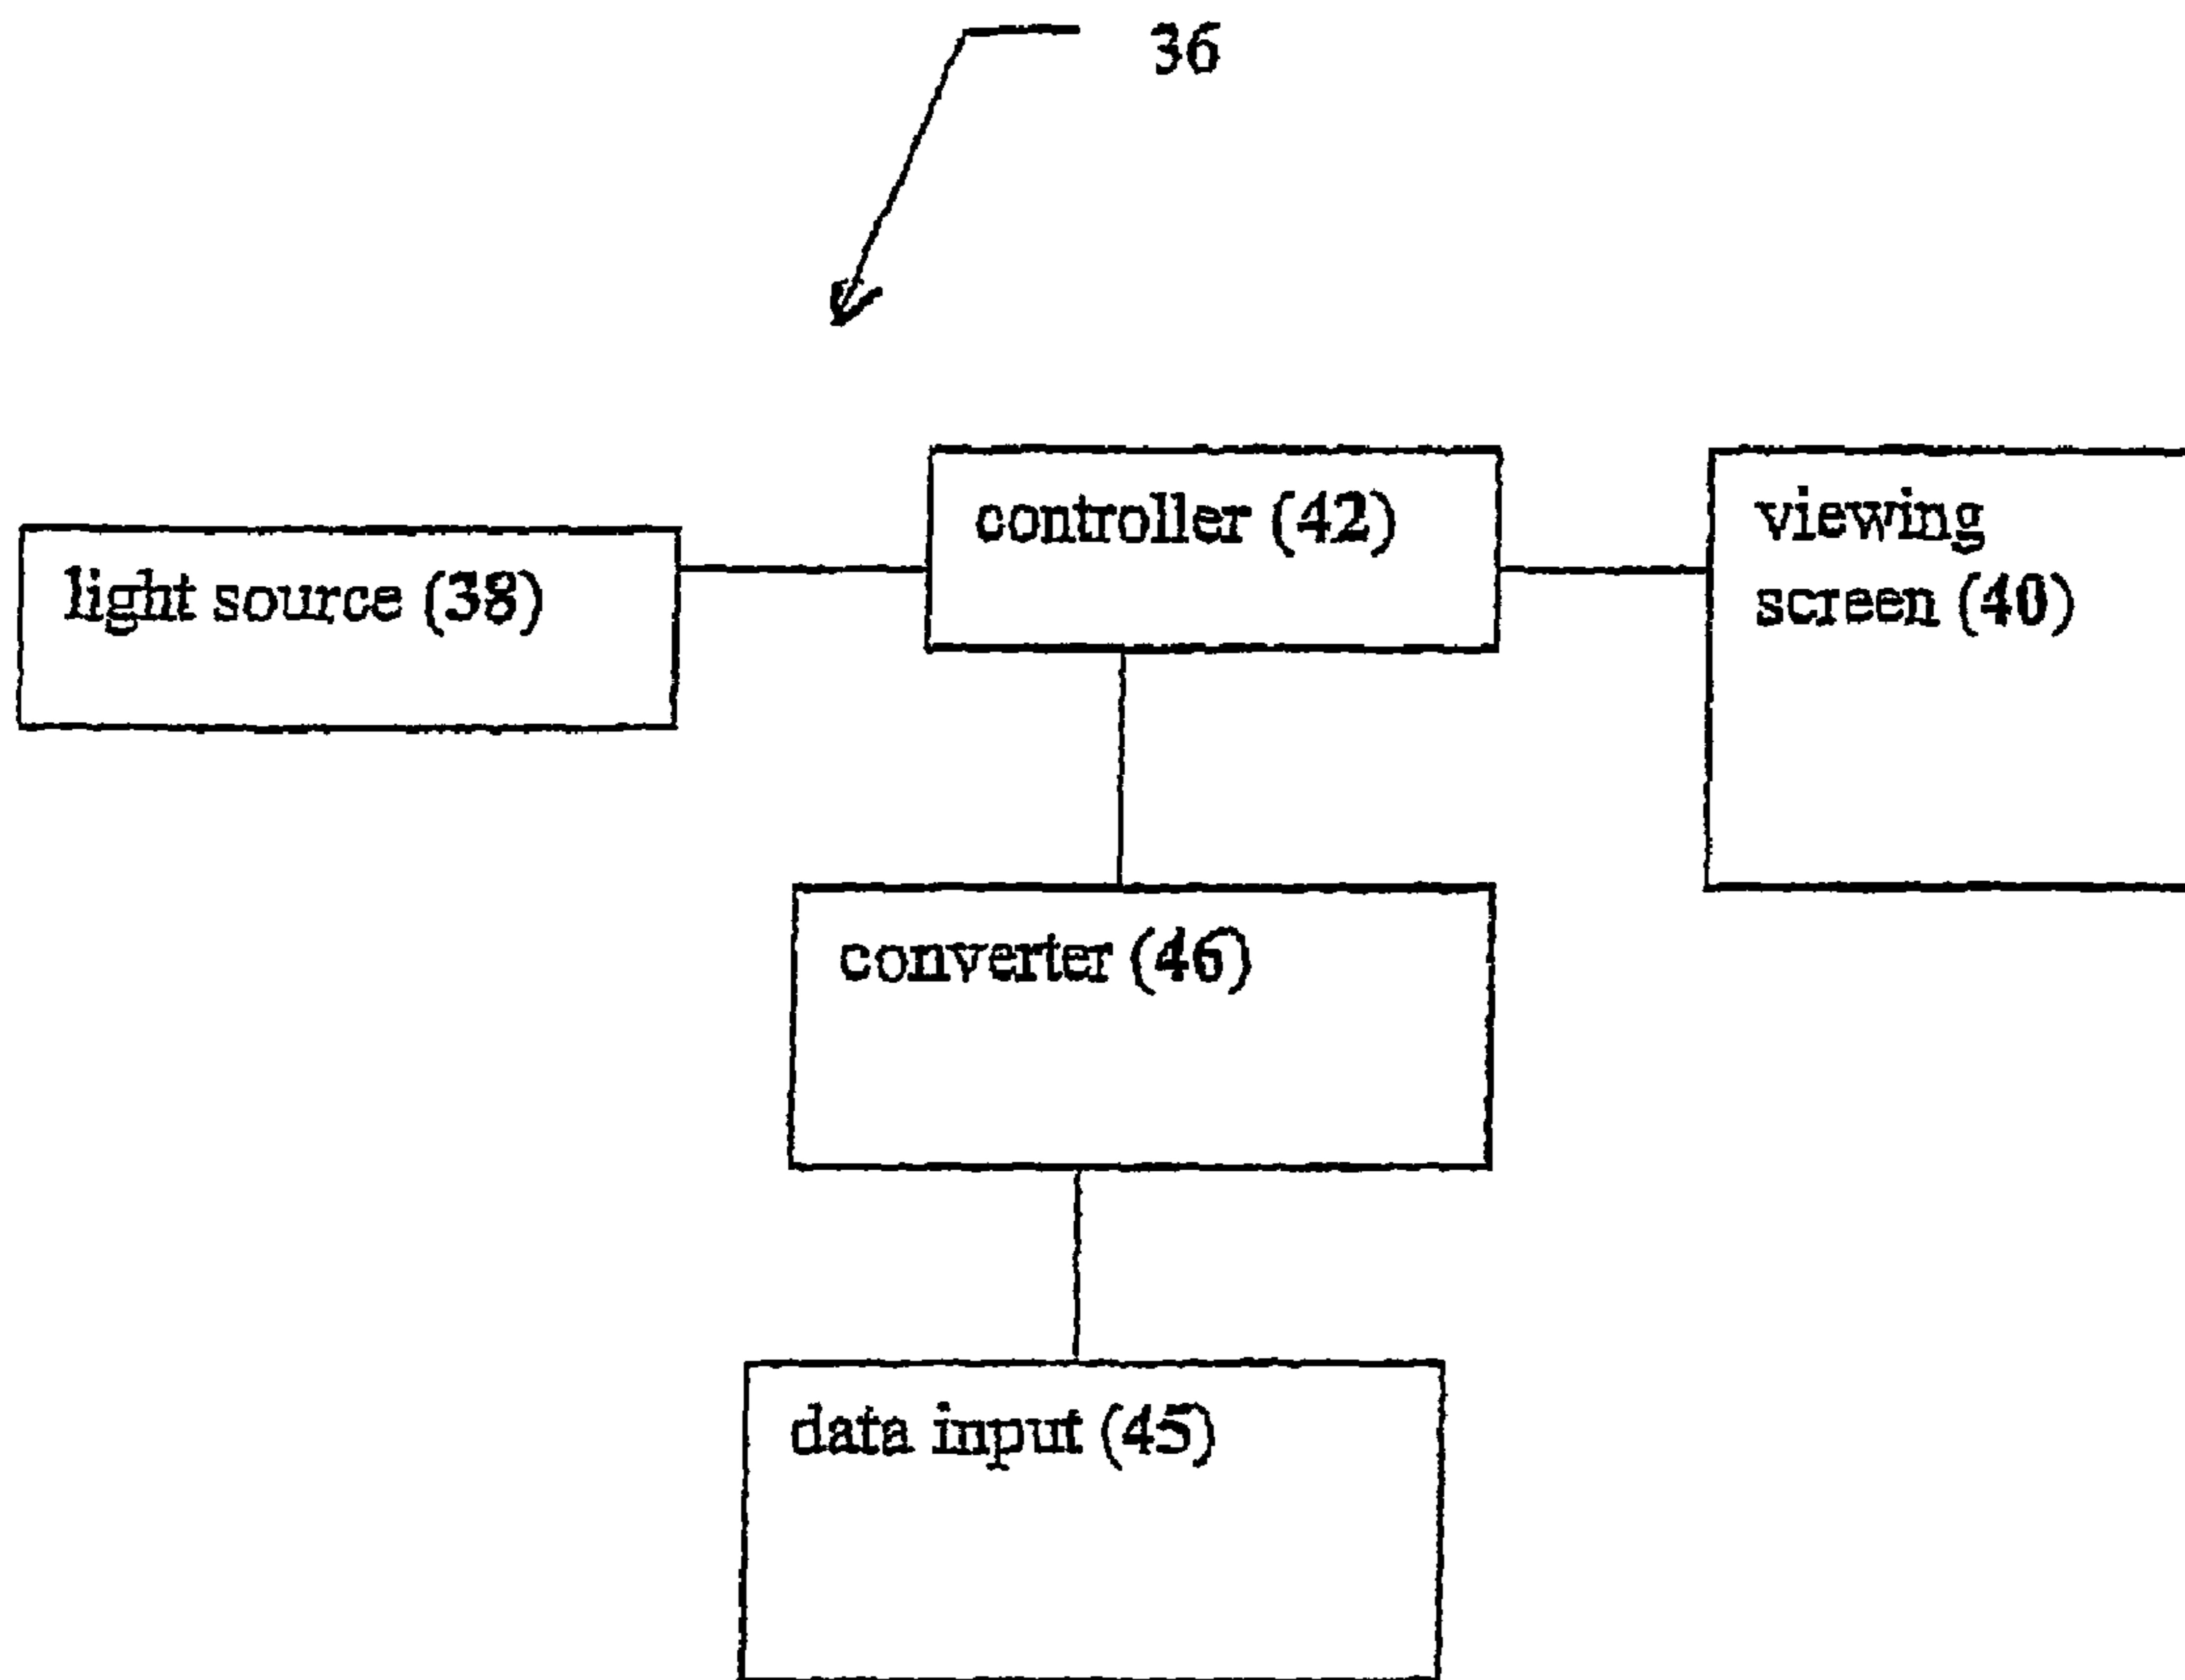 36
controller (42)
viewing
screen (40)
light source (38)
converter (46)
data input (45)